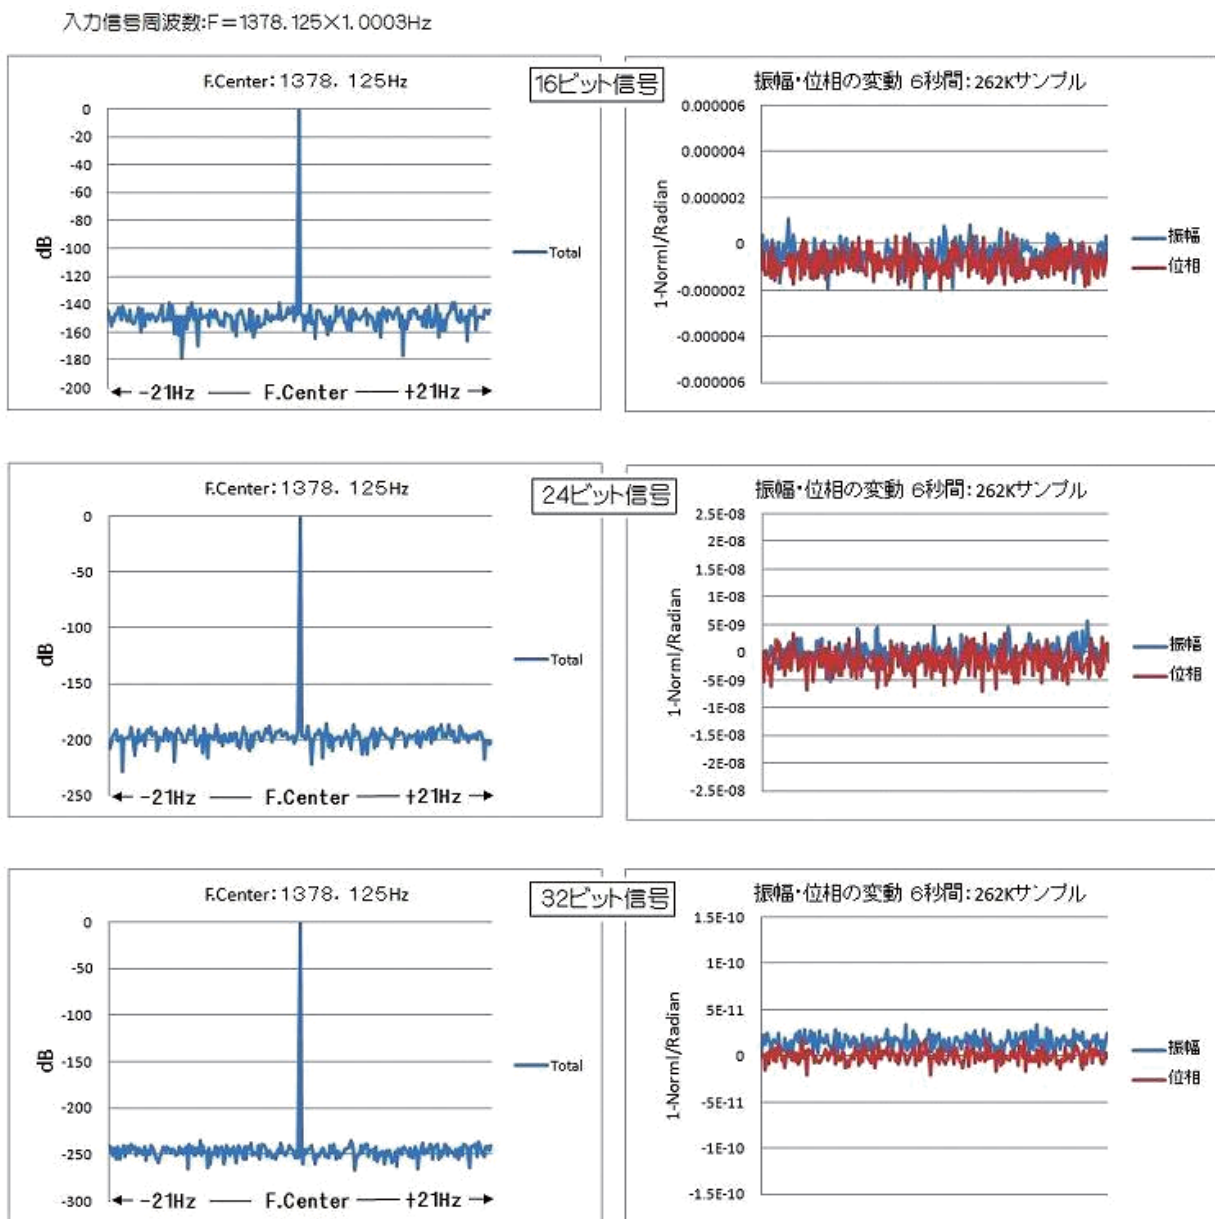 入力信号周波数:F=1378.125×1.0003Hz
F.Center:1378. 125Hz
16ビット信号
振幅・位相の変動 6秒間:262Kサンプル
0
-20
-40
-60
-80
-100
-120
-140
-160
-180
-200
dB
Total
-21Hz
F.Center
+21Hz
0.000006
0.000004
0.000002
0
-0.000002
-0.000004
-0.000006
1-Norml/Radian
振幅
位相
F.Center:1378. 125Hz
24ビット信号
振幅・位相の変動 6秒間:262Kサンプル
0
-50
-100
-150
-200
-250
dB
Total
-21Hz
F.Center
+21Hz
2.5E-08
2E-08
1.5E-08
1E-08
5E-09
0
-5E-09
-1E-08
-1.5E-08
-2E-08
-2.5E-08
1-Norml/Radian
振幅
位相
F.Center:1378. 125Hz
32ビット信号
振幅・位相の変動 6秒間:262Kサンプル
0
-50
-100
-150
-200
-250
-300
dB
Total
-21Hz
F.Center
+21Hz
1.5E-10
1E-10
5E-11
0
-5E-11
-1E-10
-1.5E-10
1-Norml/Radian
振幅
位相